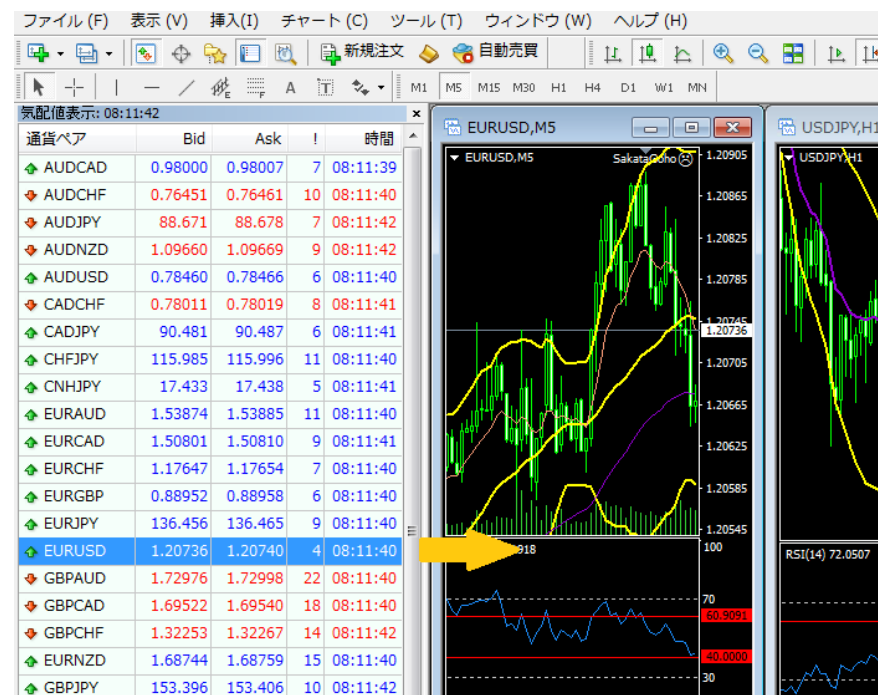 ファイル (F) 表示 (V) 挿入(I) チャート (C) ツール (T) ウィンドウ (W) ヘルプ (H)
新規注文 自動売買
E F A T M1 M5 M15 M30 H1 H4 D1 W1 MN
気配値表示: 08:11:42
通貨ペア Bid Ask ! 時間
AUDCAD 0.98000 0.98007 7 08:11:39
AUDCHF 0.76451 0.76461 10 08:11:40
AUDJPY 88.671 88.678 7 08:11:42
AUDNZD 1.09660 1.09669 9 08:11:42
AUDUSD 0.78460 0.78466 6 08:11:40
CADCHF 0.78011 0.78019 8 08:11:41
CADJPY 90.481 90.487 6 08:11:41
CHFJPY 115.985 115.996 11 08:11:40
CNHJPY 17.433 17.438 5 08:11:41
EURAUD 1.53874 1.53885 11 08:11:40
EURCAD 1.50801 1.50810 9 08:11:41
EURCHF 1.17647 1.17654 7 08:11:40
EURGBP 0.88952 0.88958 6 08:11:40
EURJPY 136.456 136.465 9 08:11:40
EURUSD 1.20736 1.20740 4 08:11:40
GBPAUD 1.72976 1.72998 22 08:11:40
GBPCAD 1.69522 1.69540 18 08:11:40
GBPCHF 1.32253 1.32267 14 08:11:42
EURNZD 1.68744 1.68759 15 08:11:40
GBPJPY 153.396 153.406 10 08:11:42
EURUSD,M5
EURUSD,M5 SakataGoho
1.20905
1.20865
1.20825
1.20785
1.20745
1.20736
1.20705
1.20665
1.20625
1.20585
1.20545
918 100
70
60.9091
40.0000
30
USDJPY,H1
USDJPY,H1
RSI(14) 72.0507